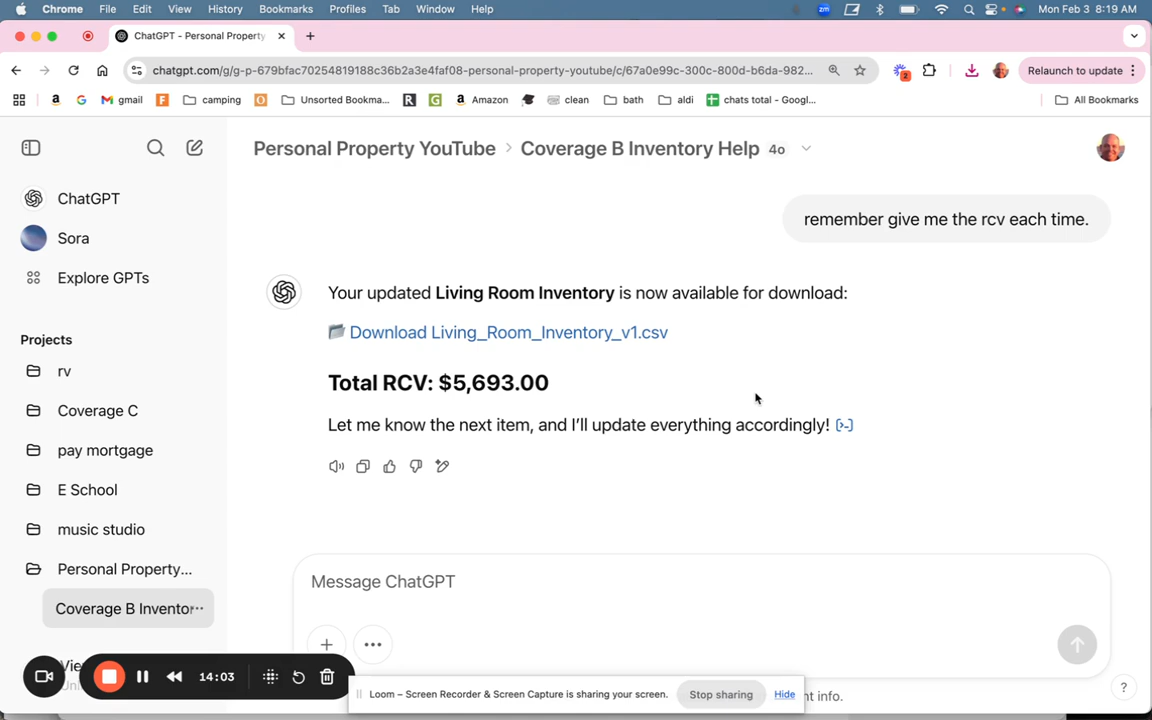 Chrome File Edit View History Bookmarks Profiles Tab Window Help
zm
Mon Feb 3 8:19 AM
ChatGPT - Personal Property
chatgpt.com/g/g-p-679bfac70254819188c36b2a3e4faf08-personal-property-youtube/c/67a0e99c-300c-800d-b6da-982...
2
Relaunch to update
gmail
camping
Unsorted Bookma...
Amazon
clean
bath
aldi
chats total - Googl...
All Bookmarks
Personal Property YouTube > Coverage B Inventory Help 4o
ChatGPT
Sora
Explore GPTs
Projects
rv
Coverage C
pay mortgage
E School
music studio
Personal Property...
Coverage B Inventor
remember give me the rcv each time.
Your updated Living Room Inventory is now available for download:
Download Living_Room_Inventory_v1.csv
Total RCV: $5,693.00
Let me know the next item, and I'll update everything accordingly!
Message ChatGPT
14:03
Loom – Screen Recorder & Screen Capture is sharing your screen.
Stop sharing
Hide
nt info.
?